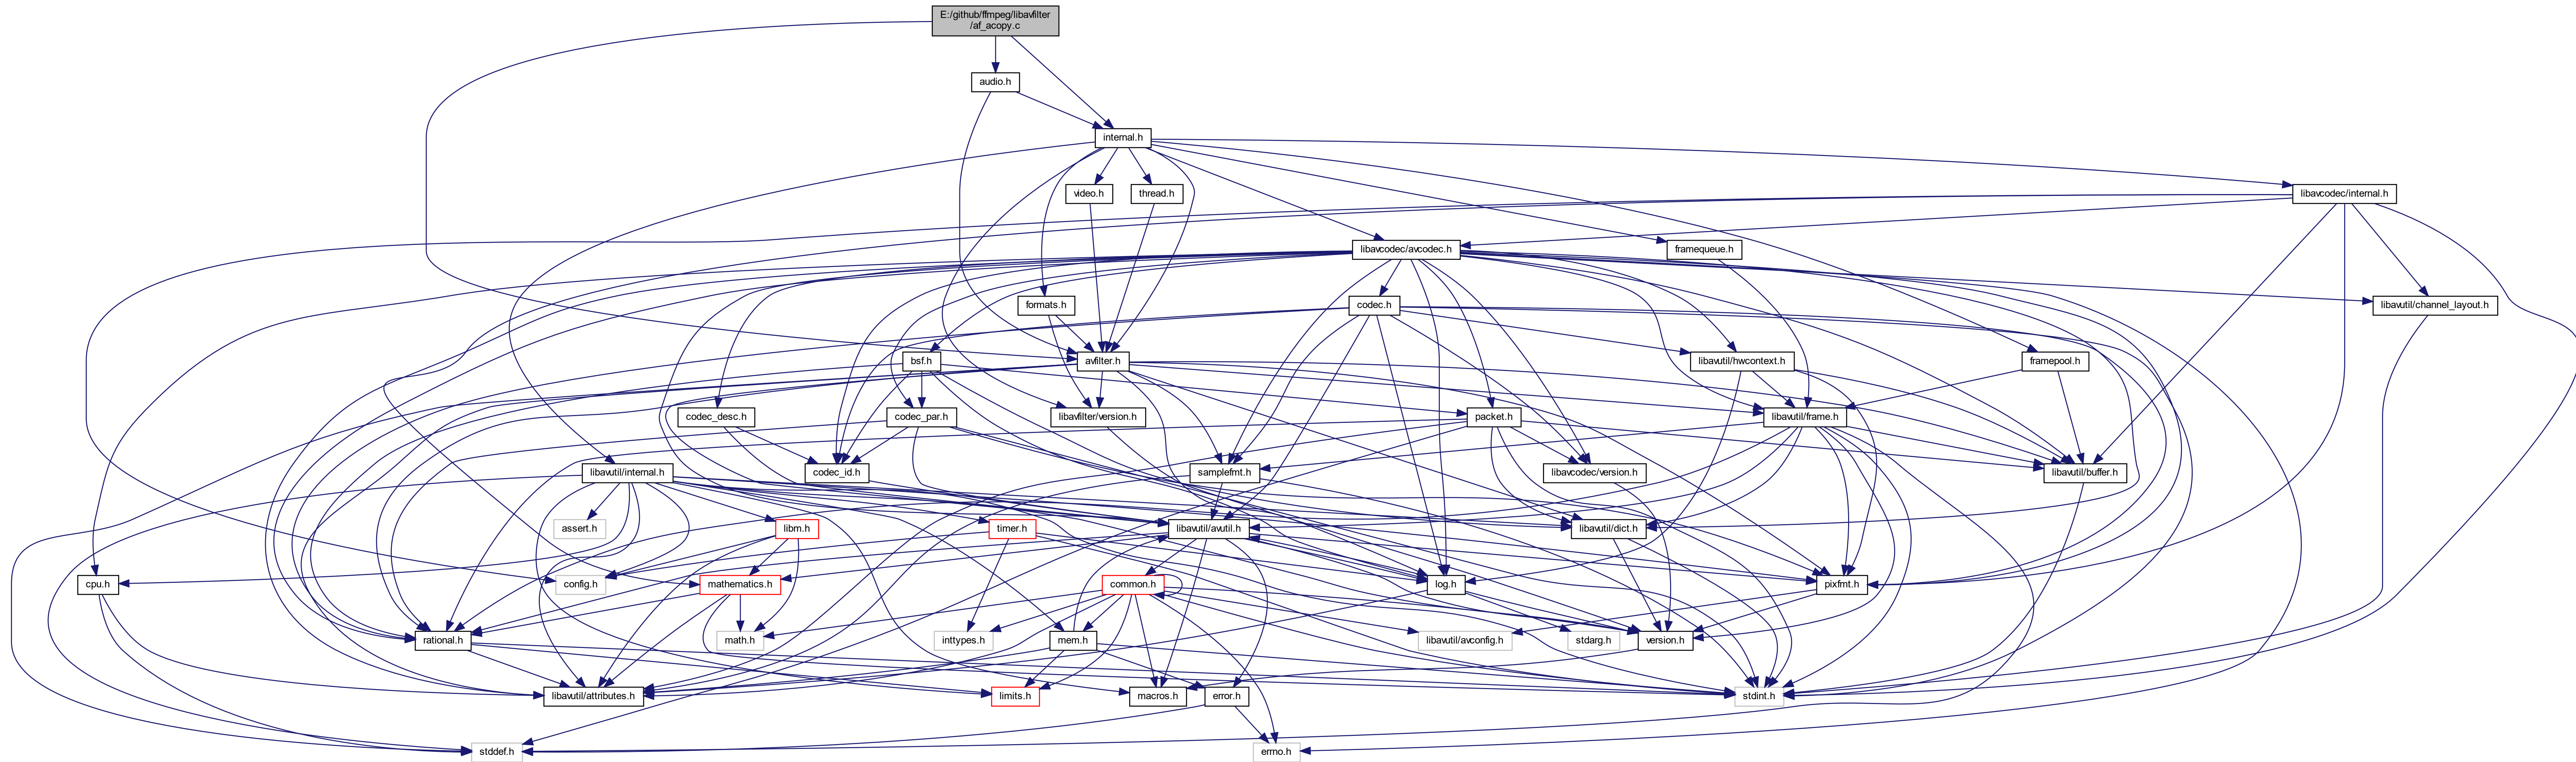 E:/github/ffmpeg/libavfilter
/af_acopy.c
audio.h
internal.h
video.h
thread.h
libavcodec/internal.h
libavcodec/avcodec.h
framequeue.h
formats.h
codec.h
libavutil/channel_layout.h
bsf.h
avfilter.h
libavutil/hwcontext.h
framepool.h
codec_desc.h
codec_par.h
libavfilter/version.h
packet.h
libavutil/frame.h
libavutil/internal.h
codec_id.h
samplefmt.h
libavcodec/version.h
libavutil/buffer.h
assert.h
libm.h
timer.h
libavutil/avutil.h
libavutil/dict.h
cpu.h
config.h
mathematics.h
common.h
log.h
pixfmt.h
rational.h
math.h
inttypes.h
mem.h
libavutil/avconfig.h
stdarg.h
version.h
libavutil/attributes.h
limits.h
macros.h
error.h
stdint.h
stddef.h
errno.h